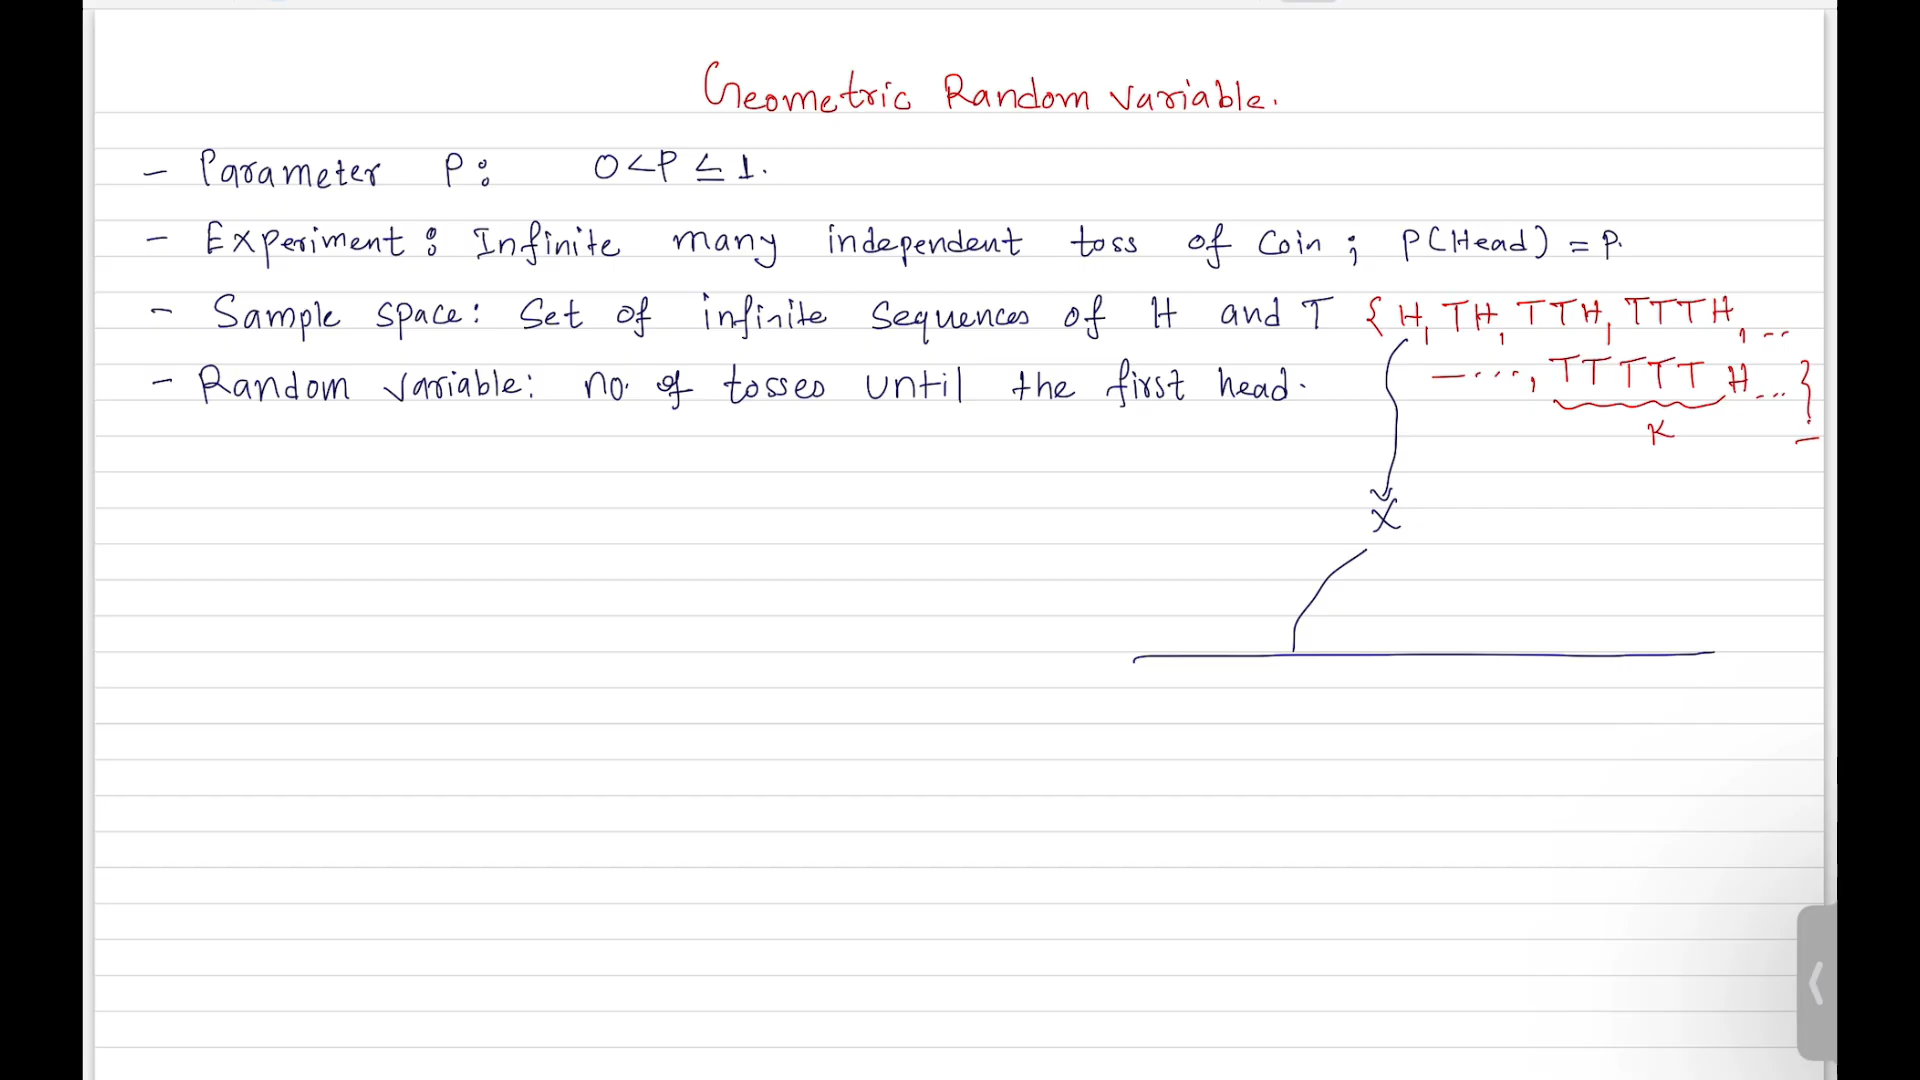 Geometric Random variable.
- Parameter P: 0<P≤1.
- Experiment: Infinite many independent toss of Coin; P(Head) = P.
- Sample space: Set of infinite Sequences of H and T {H, TH, TTH, TTTH, ...
—...., TTTTT H...}
K
- Random variable: no. of tosses until the first head.
X